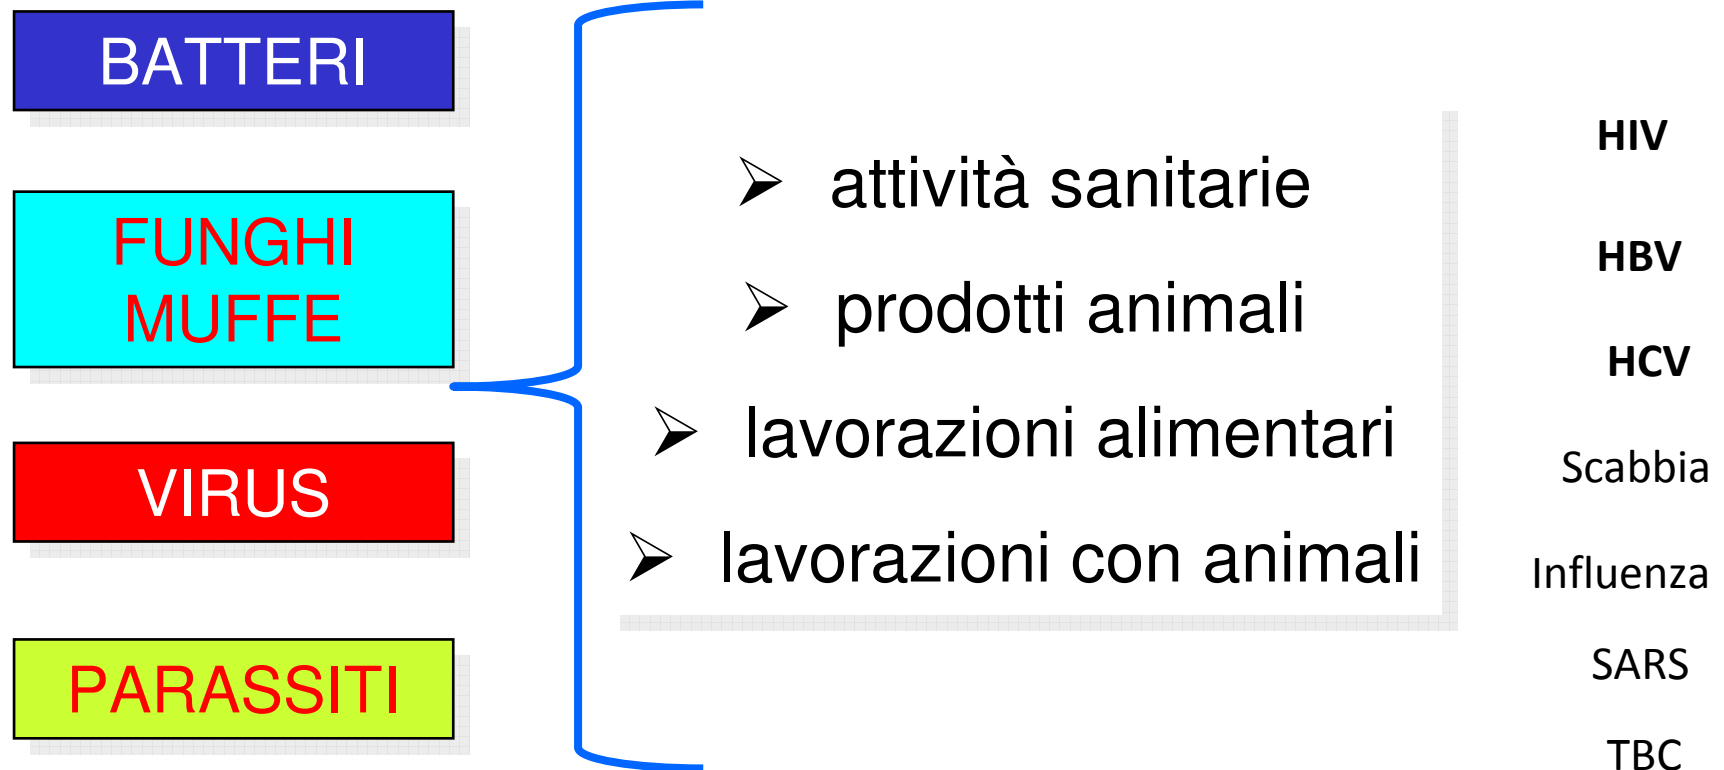 BATTERI
FUNGHI
MUFFE
VIRUS
PARASSITI
➢ attività sanitarie
➢ prodotti animali
➢ lavorazioni alimentari
➢ lavorazioni con animali
HIV
HBV
HCV
Scabbia
Influenza
SARS
TBC